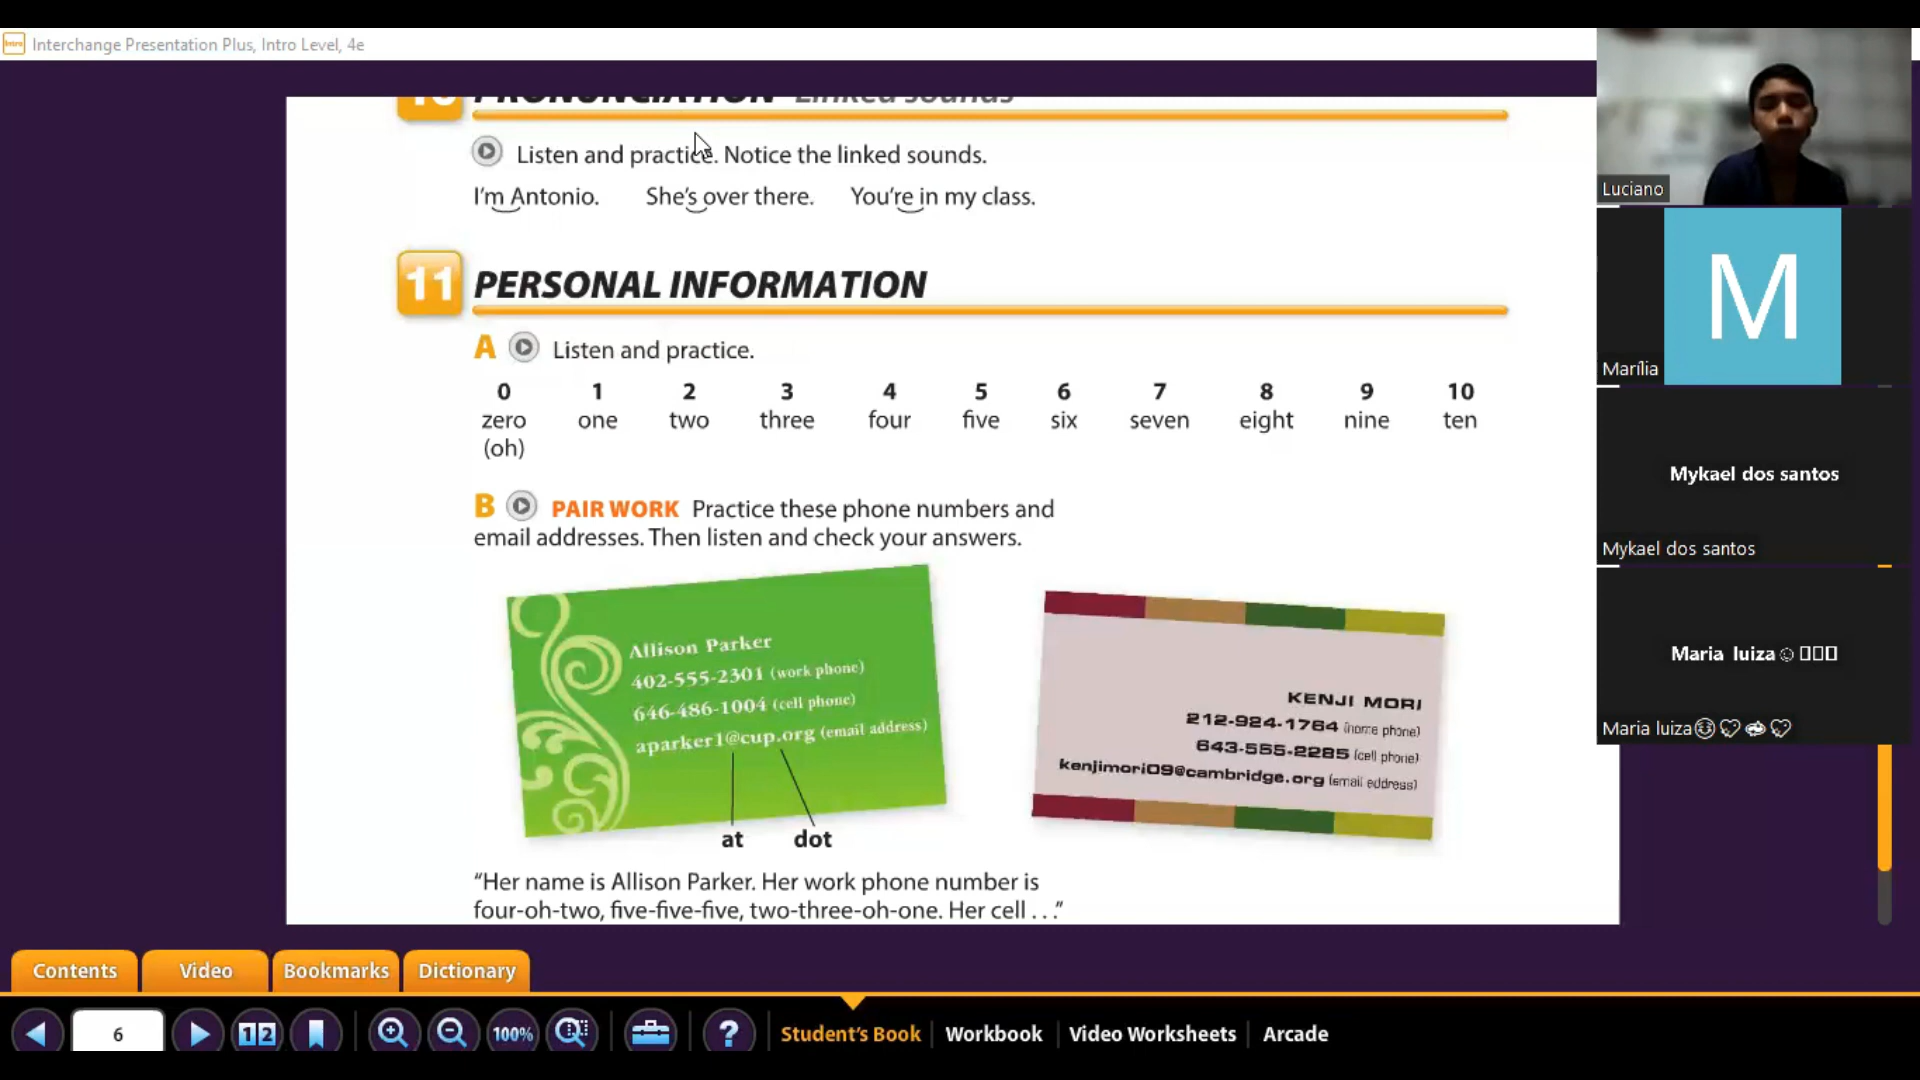 Interchange Presentation Plus, Intro Level, 4e
10 PRONUNCIATION Linked sounds
Listen and practice. Notice the linked sounds.
I'm Antonio. She's over there. You're in my class.
11 PERSONAL INFORMATION
A Listen and practice.
0 1 2 3 4 5 6 7 8 9 10
zero one two three four five six seven eight nine ten
(oh)
B PAIR WORK Practice these phone numbers and
email addresses. Then listen and check your answers.
Allison Parker
402-555-2301 (work phone)
646-486-1004 (cell phone)
aparker1@cup.org (email address)
at dot
KENJI MORI
212-924-1764 (home phone)
643-555-2285 (cell phone)
kenjimori09@cambridge.org (email address)
“Her name is Allison Parker. Her work phone number is
four-oh-two, five-five-five, two-three-oh-one. Her cell . . .”
Luciano
M
Marília
Mykael dos santos
Mykael dos santos
Maria luiza
Maria luiza
Contents Video Bookmarks Dictionary
6 12 100% ? Student's Book Workbook Video Worksheets Arcade